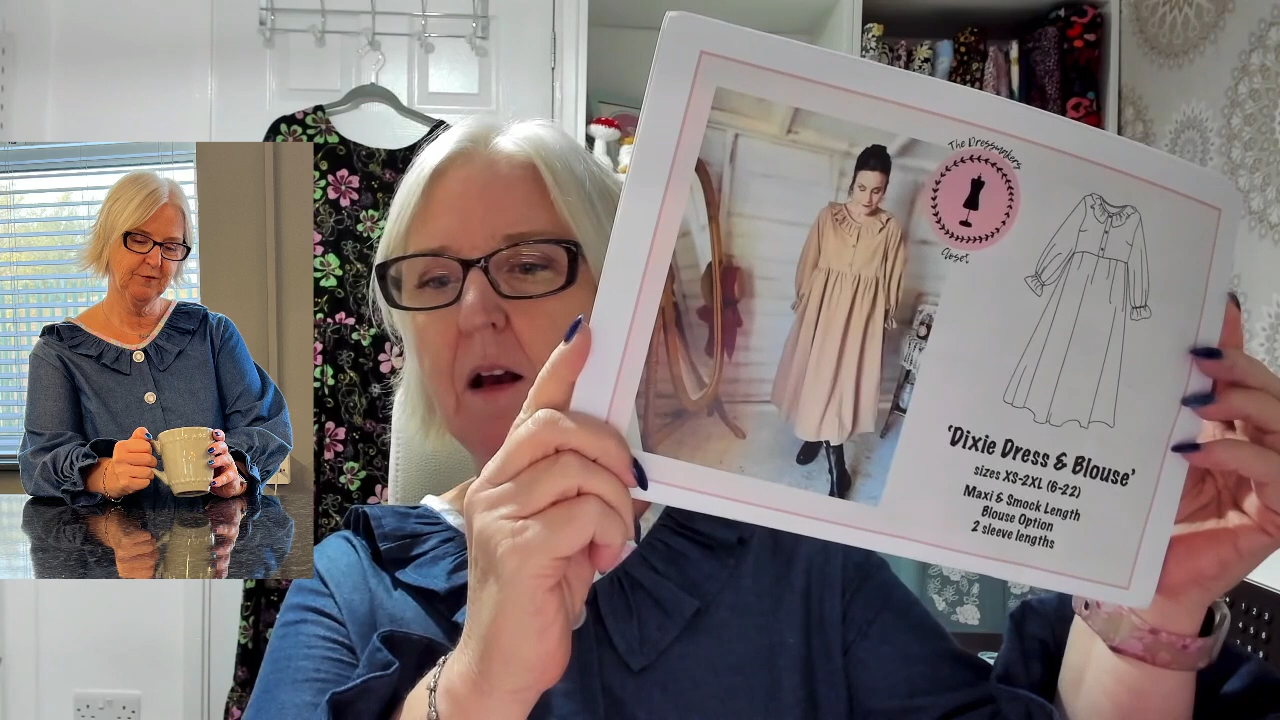 The Dressmakers
Closet
'Dixie Dress & Blouse'
sizes XS-2XL (6-22)
Maxi & Smock Length
Blouse Option
2 sleeve lengths